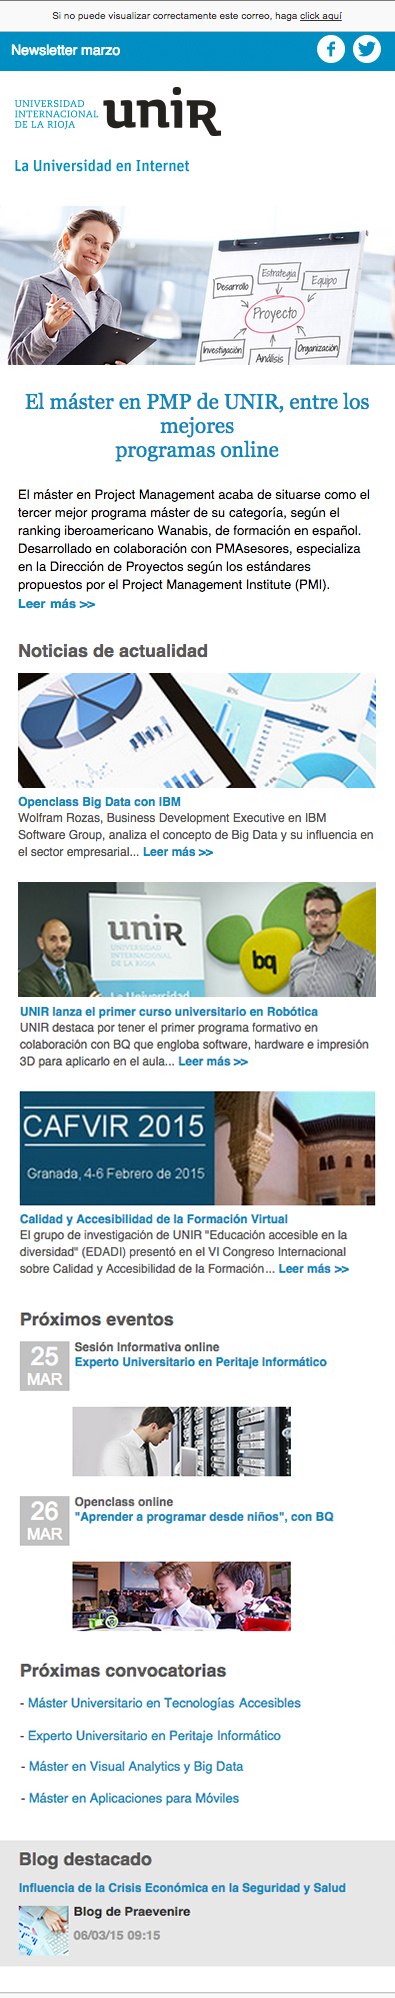 Si no puede visualizar correctamente este correo, haga click aquí
Newsletter marzo
UNIVERSIDAD
INTERNACIONAL
DE LA RIOJA
unir
La Universidad en Internet
Estrategia
Desarrollo
Equipo
Proyecto
Investigación
Análisis
Organización
El máster en PMP de UNIR, entre los
mejores
programas online
El máster en Project Management acaba de situarse como el
tercer mejor programa máster de su categoría, según el
ranking iberoamericano Wanabis, de formación en español.
Desarrollado en colaboración con PMAsesores, especializa
en la Dirección de Proyectos según los estándares
propuestos por el Project Management Institute (PMI).
Leer más >>
Noticias de actualidad
8%
22%
Openclass Big Data con IBM
Wolfram Rozas, Business Development Executive en IBM
Software Group, analiza el concepto de Big Data y su influencia en
el sector empresarial... Leer más >>
unir
UNIVERSIDAD
INTERNACIONAL
DE LA RIOJA
La Universidad
bq
UNIR lanza el primer curso universitario en Robótica
UNIR destaca por tener el primer programa formativo en
colaboración con BQ que engloba software, hardware e impresión
3D para aplicarlo en el aula... Leer más >>
CAFVIR 2015
Granada, 4-6 Febrero de 2015
Calidad y Accesibilidad de la Formación Virtual
El grupo de investigación de UNIR "Educación accesible en la
diversidad" (EDADI) presentó en el VI Congreso Internacional
sobre Calidad y Accesibilidad de la Formación... Leer más >>
Próximos eventos
25
MAR
Sesión Informativa online
Experto Universitario en Peritaje Informático
26
MAR
Openclass online
"Aprender a programar desde niños", con BQ
Próximas convocatorias
- Máster Universitario en Tecnologías Accesibles
- Experto Universitario en Peritaje Informático
- Máster en Visual Analytics y Big Data
- Máster en Aplicaciones para Móviles
Blog destacado
Influencia de la Crisis Económica en la Seguridad y Salud
Blog de Praevenire
06/03/15 09:15